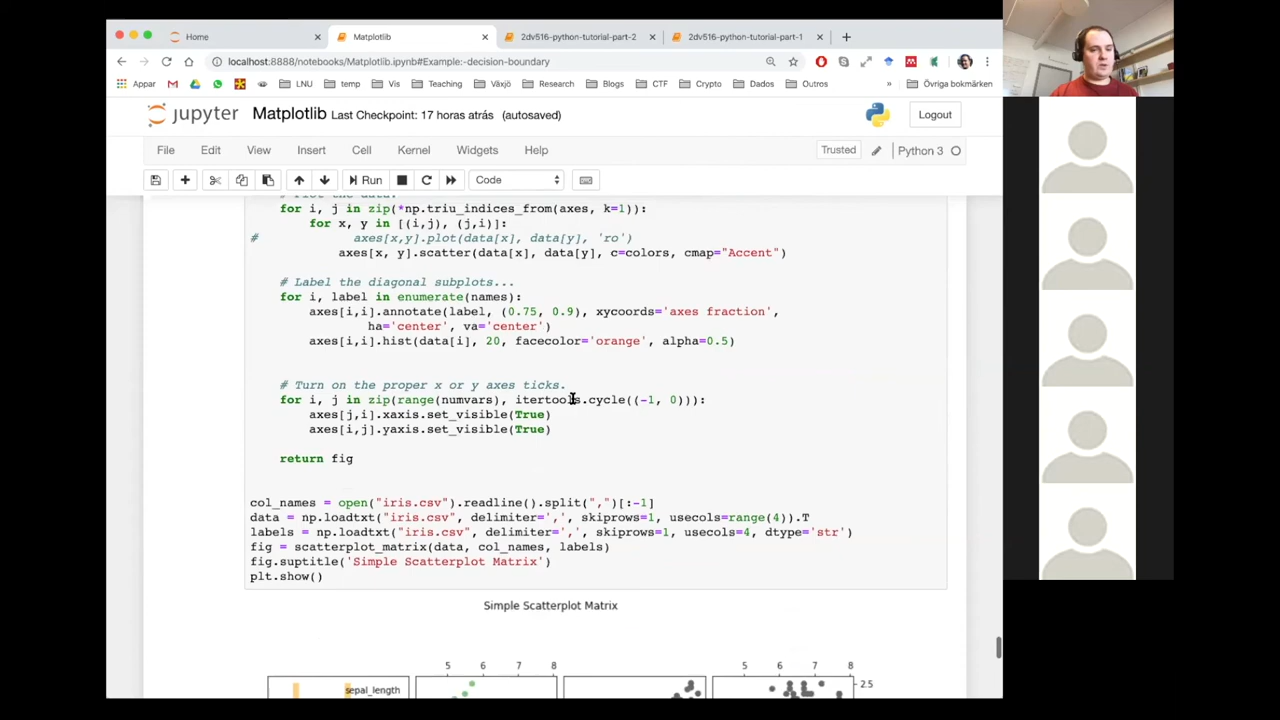 Home
Matplotlib
2dv516-python-tutorial-part-2
2dv516-python-tutorial-part-1
localhost:8888/notebooks/Matplotlib.ipynb#Example:-decision-boundary
Appar
LNU
temp
Vis
Teaching
Växjö
Research
Blogs
CTF
Crypto
Dados
Outros
Övriga bokmärken
jupyter Matplotlib Last Checkpoint: 17 horas atrás (autosaved)
Logout
File Edit View Insert Cell Kernel Widgets Help
Trusted
Python 3
Run
Code
for i, j in zip(*np.triu_indices_from(axes, k=1)):
for x, y in [(i,j), (j,i)]:
# axes[x,y].plot(data[x], data[y], 'ro')
axes[x, y].scatter(data[x], data[y], c=colors, cmap="Accent")
# Label the diagonal subplots...
for i, label in enumerate(names):
axes[i,i].annotate(label, (0.75, 0.9), xycoords='axes fraction',
ha='center', va='center')
axes[i,i].hist(data[i], 20, facecolor='orange', alpha=0.5)
# Turn on the proper x or y axes ticks.
for i, j in zip(range(numvars), itertools.cycle((-1, 0))):
axes[j,i].xaxis.set_visible(True)
axes[i,j].yaxis.set_visible(True)
return fig
col_names = open("iris.csv").readline().split(",")[:-1]
data = np.loadtxt("iris.csv", delimiter=',', skiprows=1, usecols=range(4)).T
labels = np.loadtxt("iris.csv", delimiter=',', skiprows=1, usecols=4, dtype='str')
fig = scatterplot_matrix(data, col_names, labels)
fig.suptitle('Simple Scatterplot Matrix')
plt.show()
Simple Scatterplot Matrix
5 6 7 8
5 6 7 8
sepal_length
2.5